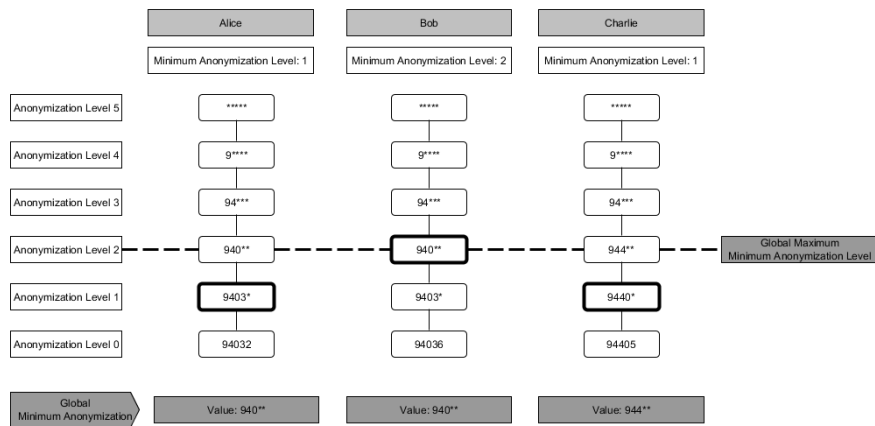 Alice
Bob
Charlie
Minimum Anonymization Level: 1
Minimum Anonymization Level: 2
Minimum Anonymization Level: 1
Anonymization Level 5
*****
*****
*****
Anonymization Level 4
9****
9****
9****
Anonymization Level 3
94***
94***
94***
Anonymization Level 2
940**
940**
944**
Global Maximum
Minimum Anonymization Level
Anonymization Level 1
9403*
9403*
9440*
Anonymization Level 0
94032
94036
94405
Global
Minimum Anonymization
Value: 940**
Value: 940**
Value: 944**